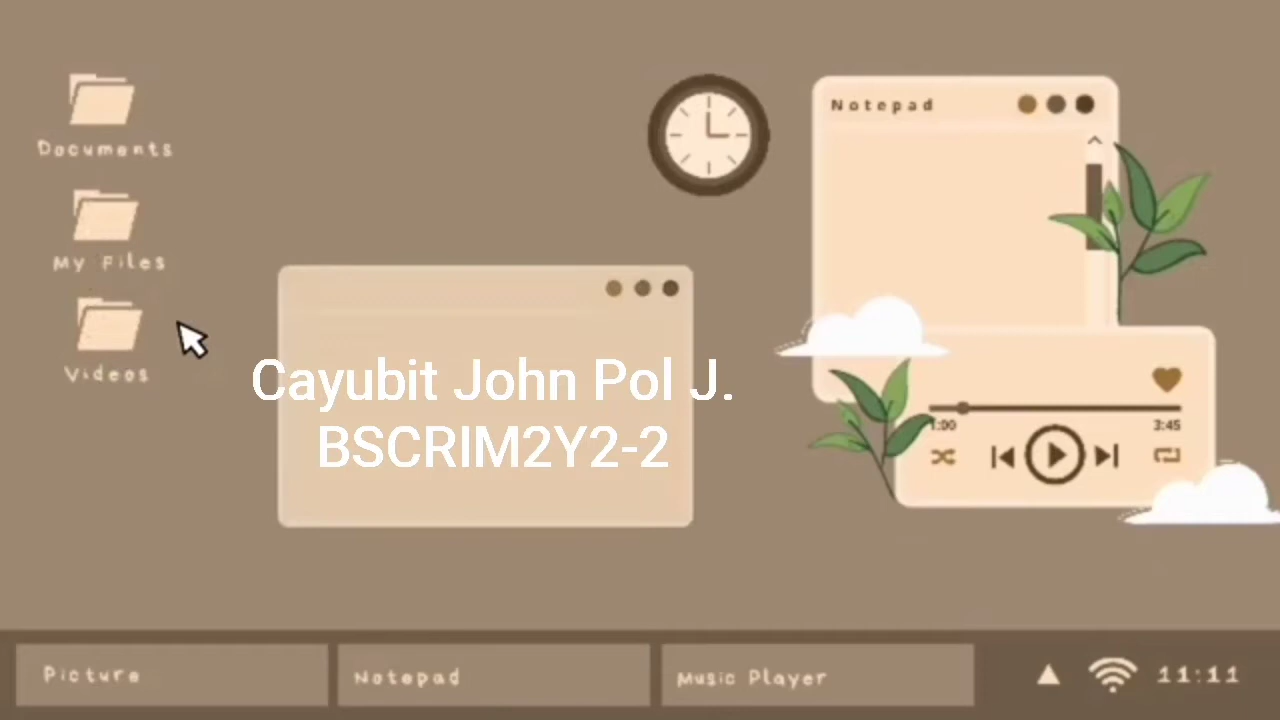 Documents
My Files
Videos
Notepad
Cayubit John Pol J.
BSCRIM2Y2-2
1:00
3:45
Picture
Notepad
Music Player
11:11